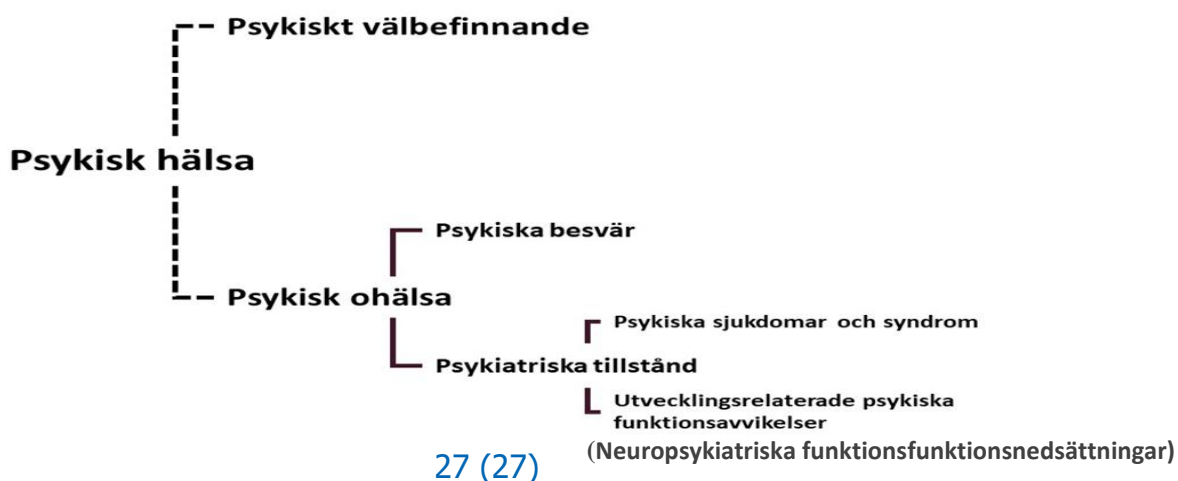 Psykiskt välbefinnande
Psykisk hälsa
Psykiska besvär
Psykisk ohälsa
Psykiska sjukdomar och syndrom
Psykiatriska tillstånd
Utvecklingsrelaterade psykiska
funktionsavvikelser
(Neuropsykiatriska funktionsfunktionsnedsättningar)
27 (27)